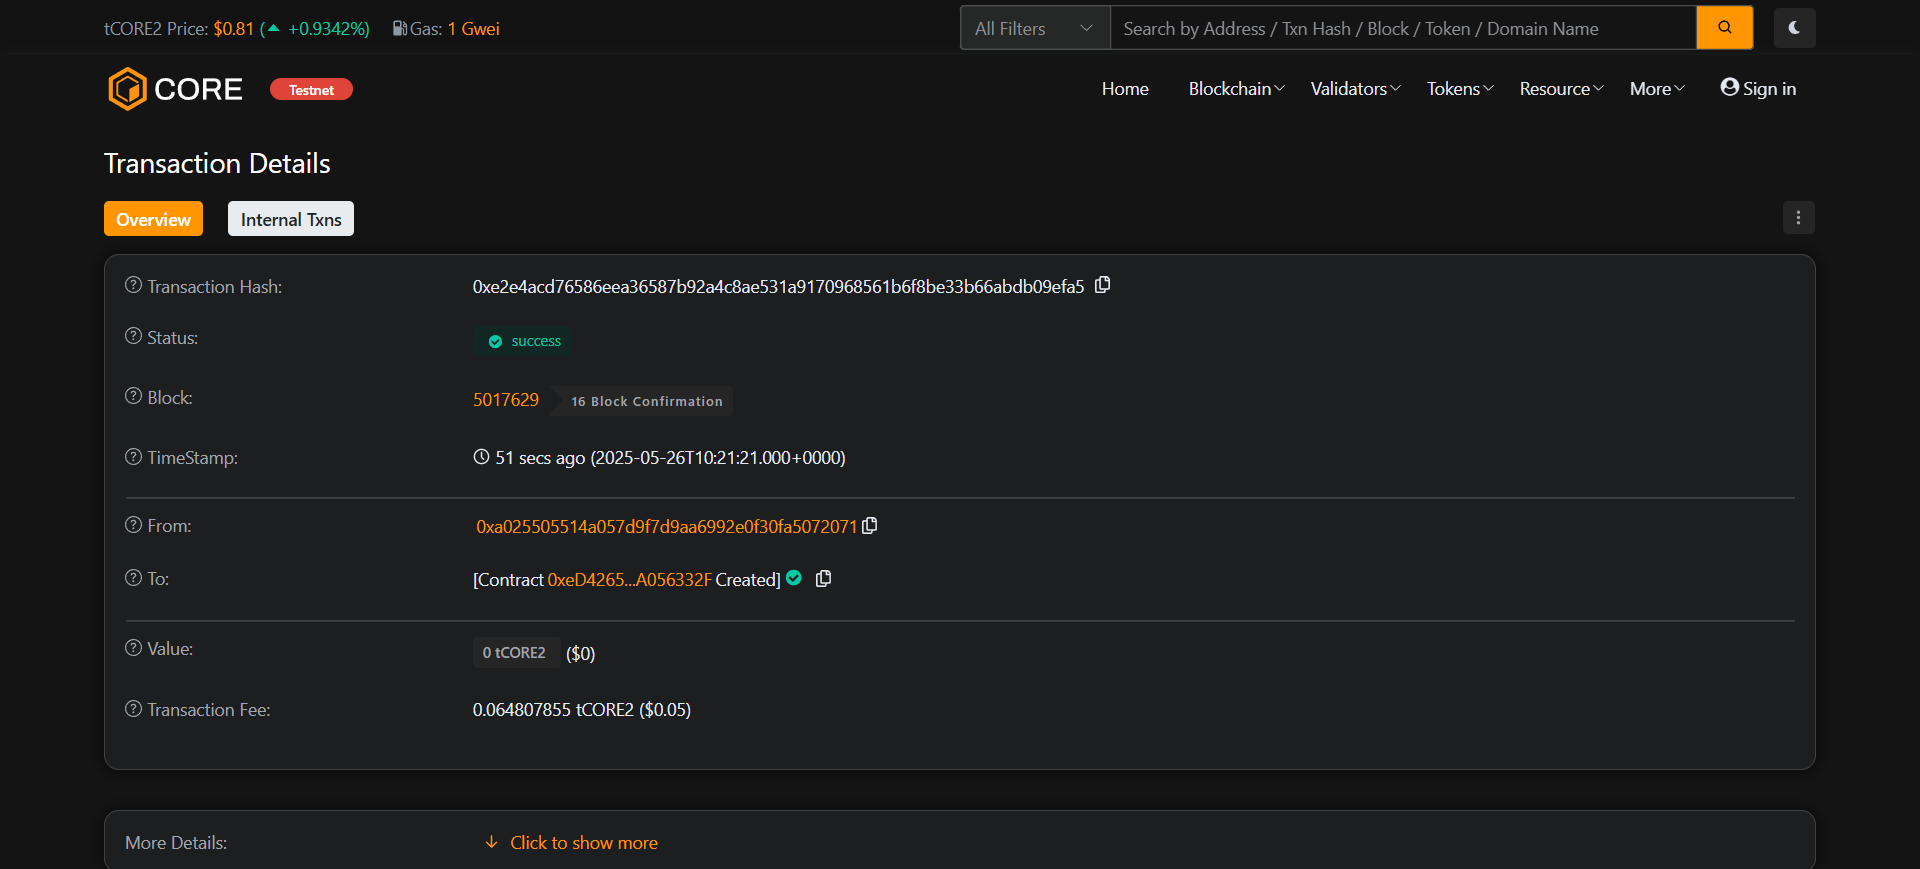 tCORE2 Price: $0.81 ( +0.9342%) Gas: 1 Gwei
All Filters
Search by Address / Txn Hash / Block / Token / Domain Name
CORE
Testnet
Home Blockchain Validators Tokens Resource More Sign in
Transaction Details
Overview Internal Txns
Transaction Hash: 0xe2e4acd76586eea36587b92a4c8ae531a9170968561b6f8be33b66abdb09efa5
Status: success
Block: 5017629 16 Block Confirmation
TimeStamp: 51 secs ago (2025-05-26T10:21:21.000+0000)
From: 0xa025505514a057d9f7d9aa6992e0f30fa5072071
To: [Contract 0xeD4265...A056332F Created]
Value: 0 tCORE2 ($0)
Transaction Fee: 0.064807855 tCORE2 ($0.05)
More Details: Click to show more